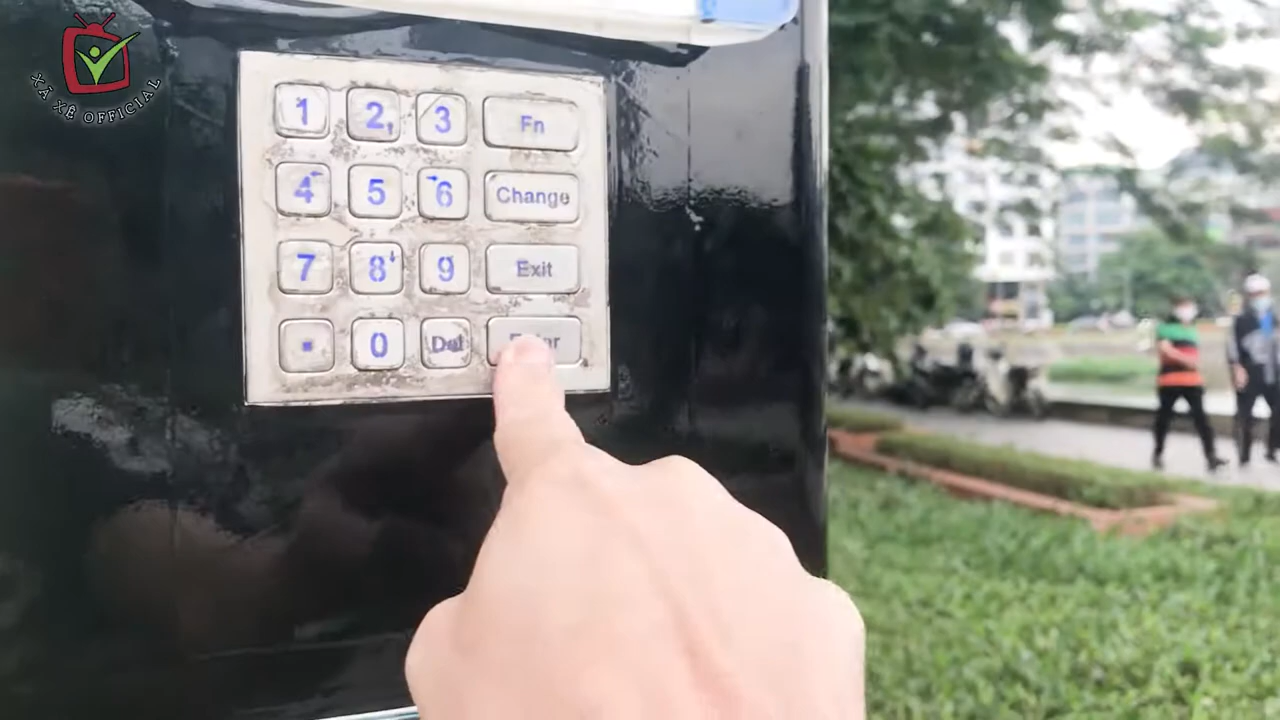 XÃ XÊ OFFICIAL
1 2, 3 Fn
4 5 6 Change
7 8 9 Exit
. 0 Del